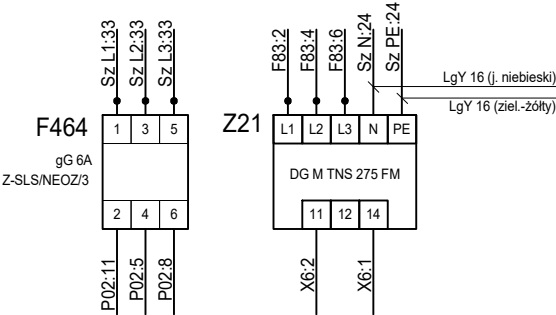 Sz L1:33
Sz L2:33
Sz L3:33
F464
1 3 5
gG 6A
Z-SLS/NEOZ/3
2 4 6
P02:11
P02:5
P02:8
F83:2
F83:4
F83:6
Sz N:24
Sz PE:24
LgY 16 (j. niebieski)
LgY 16 (ziel.-żółty)
Z21
L1 L2 L3 N PE
DG M TNS 275 FM
11 12 14
X6:2
X6:1